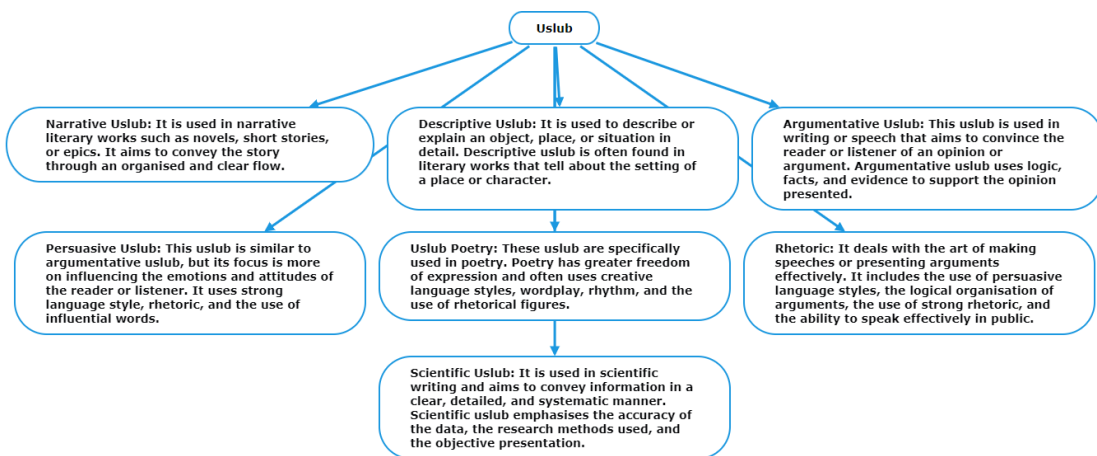 Uslub
Narrative Uslub: It is used in narrative
literary works such as novels, short stories,
or epics. It aims to convey the story
through an organised and clear flow.
Descriptive Uslub: It is used to describe or
explain an object, place, or situation in
detail. Descriptive uslub is often found in
literary works that tell about the setting of
a place or character.
Argumentative Uslub: This uslub is used in
writing or speech that aims to convince the
reader or listener of an opinion or
argument. Argumentative uslub uses logic,
facts, and evidence to support the opinion
presented.
Persuasive Uslub: This uslub is similar to
argumentative uslub, but its focus is more
on influencing the emotions and attitudes of
the reader or listener. It uses strong
language style, rhetoric, and the use of
influential words.
Uslub Poetry: These uslub are specifically
used in poetry. Poetry has greater freedom
of expression and often uses creative
language styles, wordplay, rhythm, and the
use of rhetorical figures.
Rhetoric: It deals with the art of making
speeches or presenting arguments
effectively. It includes the use of persuasive
language styles, the logical organisation of
arguments, the use of strong rhetoric, and
the ability to speak effectively in public.
Scientific Uslub: It is used in scientific
writing and aims to convey information in a
clear, detailed, and systematic manner.
Scientific uslub emphasises the accuracy of
the data, the research methods used, and
the objective presentation.